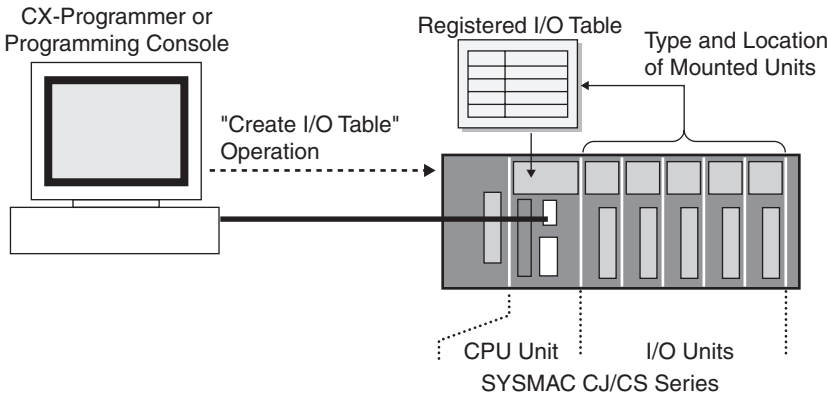 CX-Programmer or
Programming Console
Registered I/O Table
Type and Location
of Mounted Units
"Create I/O Table"
Operation
CPU Unit
I/O Units
SYSMAC CJ/CS Series